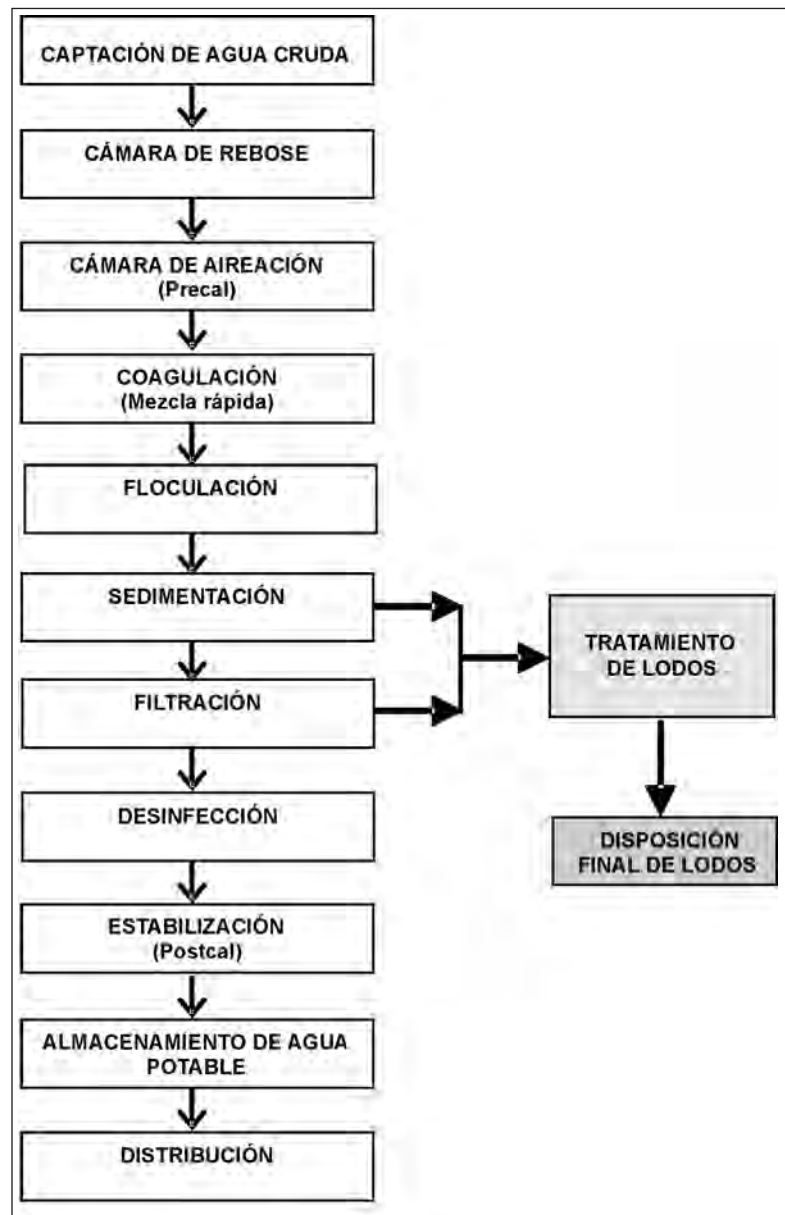 CAPTACIÓN DE AGUA CRUDA
CÁMARA DE REBOSE
CÁMARA DE AIREACIÓN
(Precal)
COAGULACIÓN
(Mezcla rápida)
FLOCULACIÓN
SEDIMENTACIÓN
FILTRACIÓN
DESINFECCIÓN
ESTABILIZACIÓN
(Postcal)
ALMACENAMIENTO DE AGUA
POTABLE
DISTRIBUCIÓN
TRATAMIENTO
DE LODOS
DISPOSICIÓN
FINAL DE LODOS